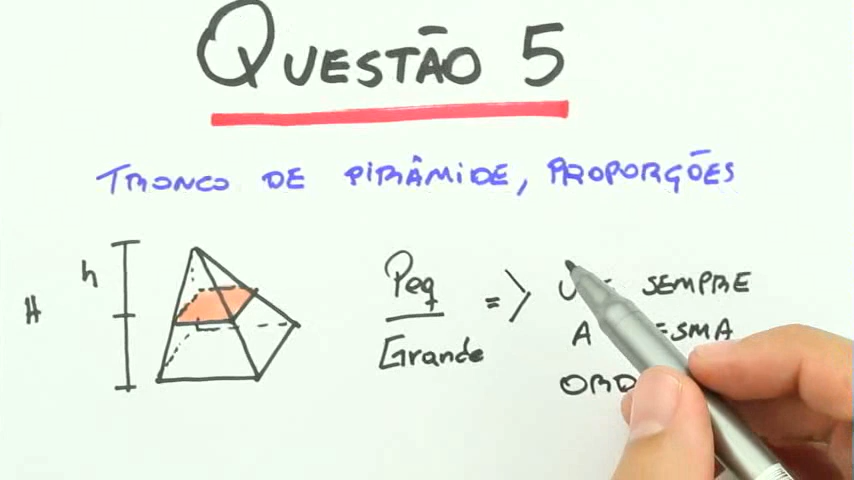 QUESTÃO 5
TRONCO DE PIRÂMIDE, PROPORÇÕES
h
H
Peq
Grande
=>
SEMPRE
A